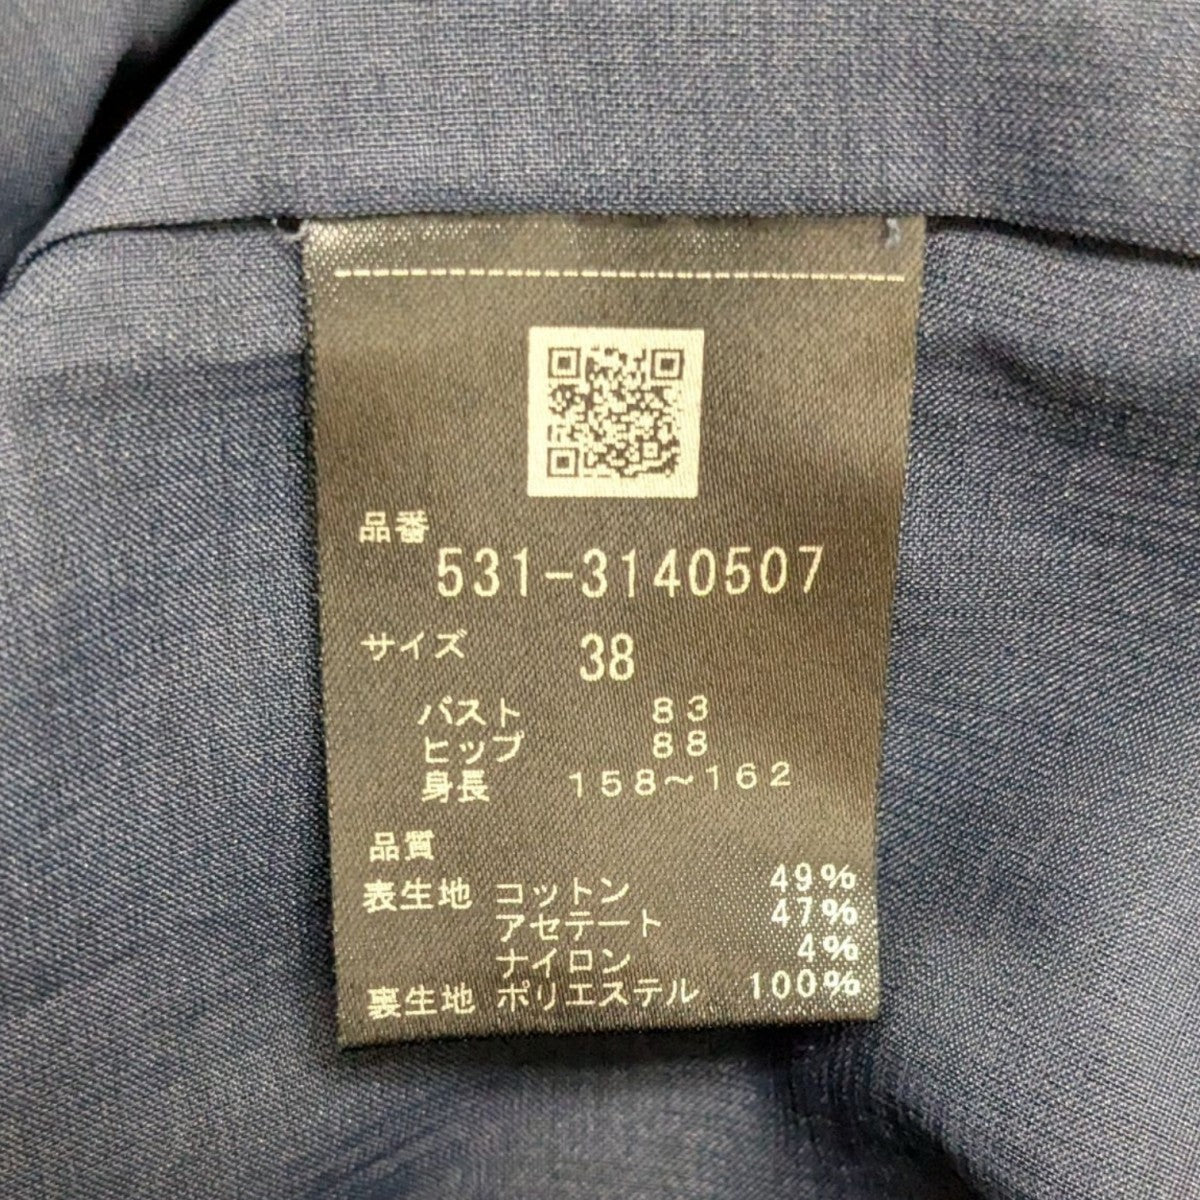 品番
531-3140507
サイズ 38
バスト 83
ヒップ 88
身長 158～162
品質
表生地 コットン 49%
アセテート 47%
ナイロン 4%
裏生地 ポリエステル 100%